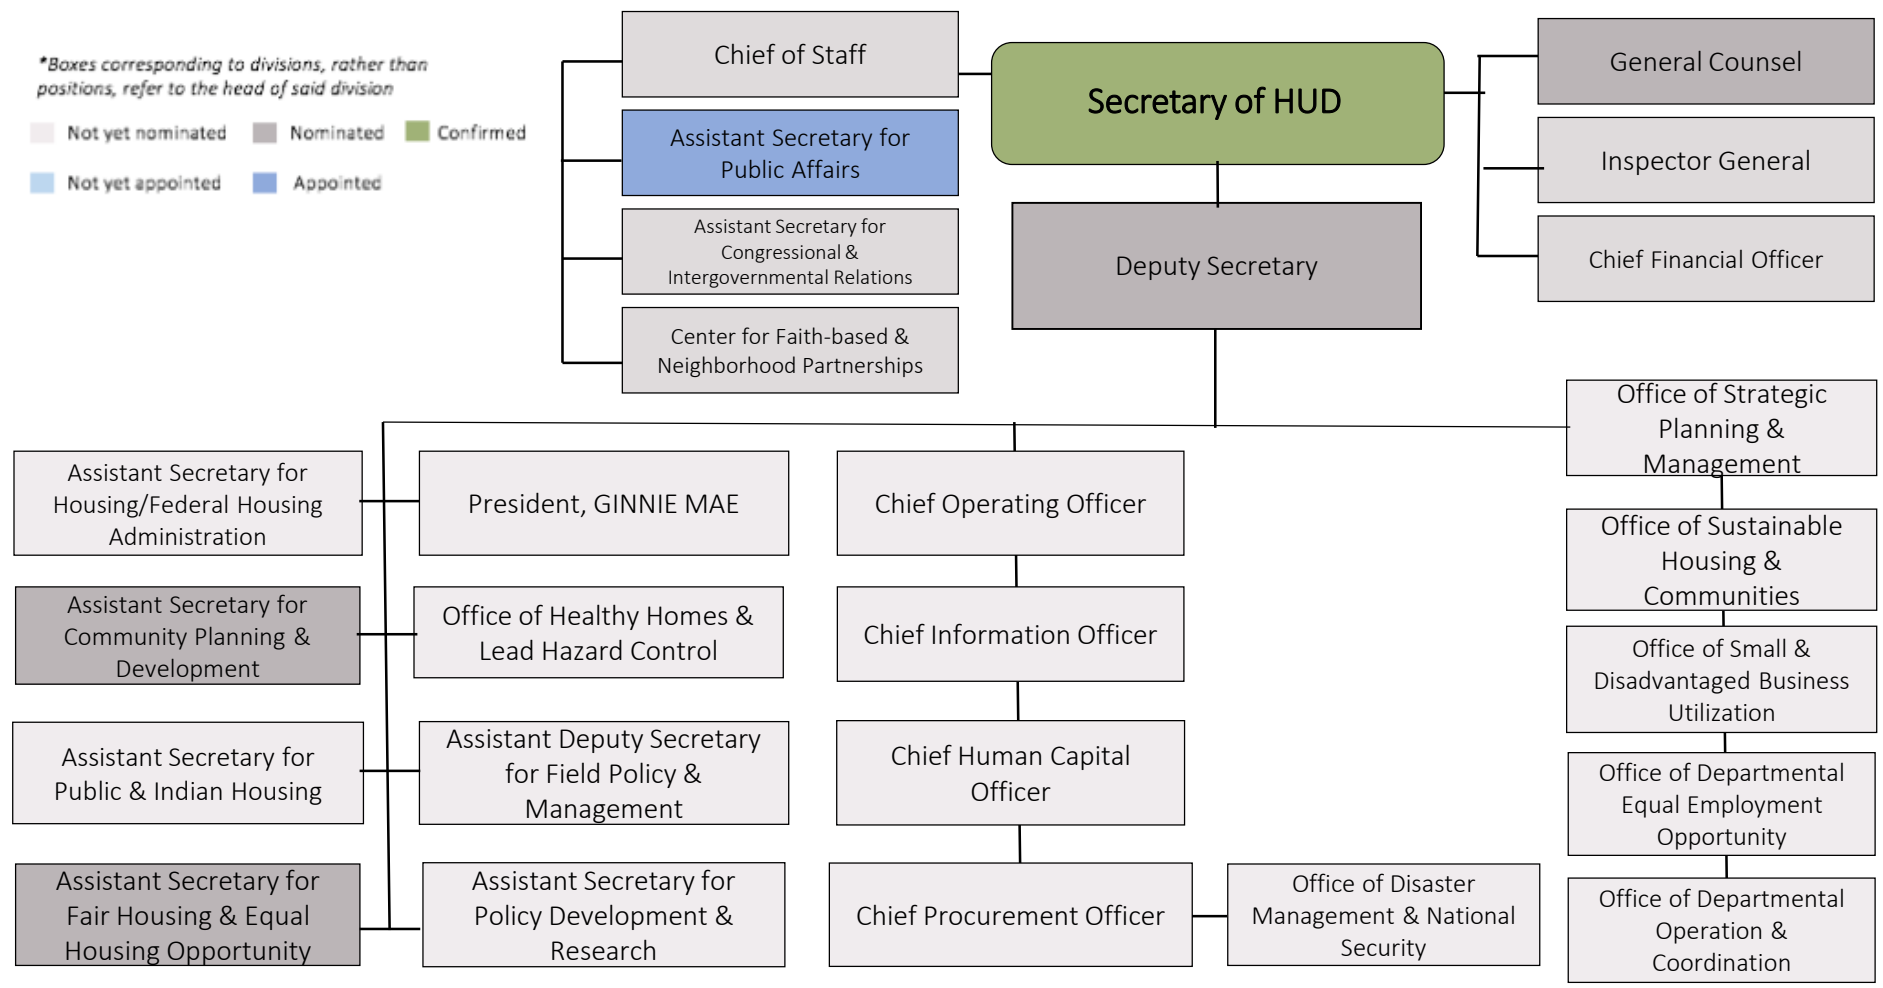 *Boxes corresponding to divisions, rather than
positions, refer to the head of said division
Not yet nominated
Nominated
Confirmed
Not yet appointed
Appointed
Chief of Staff
Assistant Secretary for
Public Affairs
Assistant Secretary for
Congressional &
Intergovernmental Relations
Center for Faith-based &
Neighborhood Partnerships
Secretary of HUD
Deputy Secretary
General Counsel
Inspector General
Chief Financial Officer
Assistant Secretary for
Housing/Federal Housing
Administration
President, GINNIE MAE
Assistant Secretary for
Community Planning &
Development
Office of Healthy Homes &
Lead Hazard Control
Assistant Secretary for
Public & Indian Housing
Assistant Deputy Secretary
for Field Policy &
Management
Assistant Secretary for
Fair Housing & Equal
Housing Opportunity
Assistant Secretary for
Policy Development &
Research
Chief Operating Officer
Chief Information Officer
Chief Human Capital
Officer
Chief Procurement Officer
Office of Disaster
Management & National
Security
Office of Strategic
Planning &
Management
Office of Sustainable
Housing &
Communities
Office of Small &
Disadvantaged Business
Utilization
Office of Departmental
Equal Employment
Opportunity
Office of Departmental
Operation &
Coordination